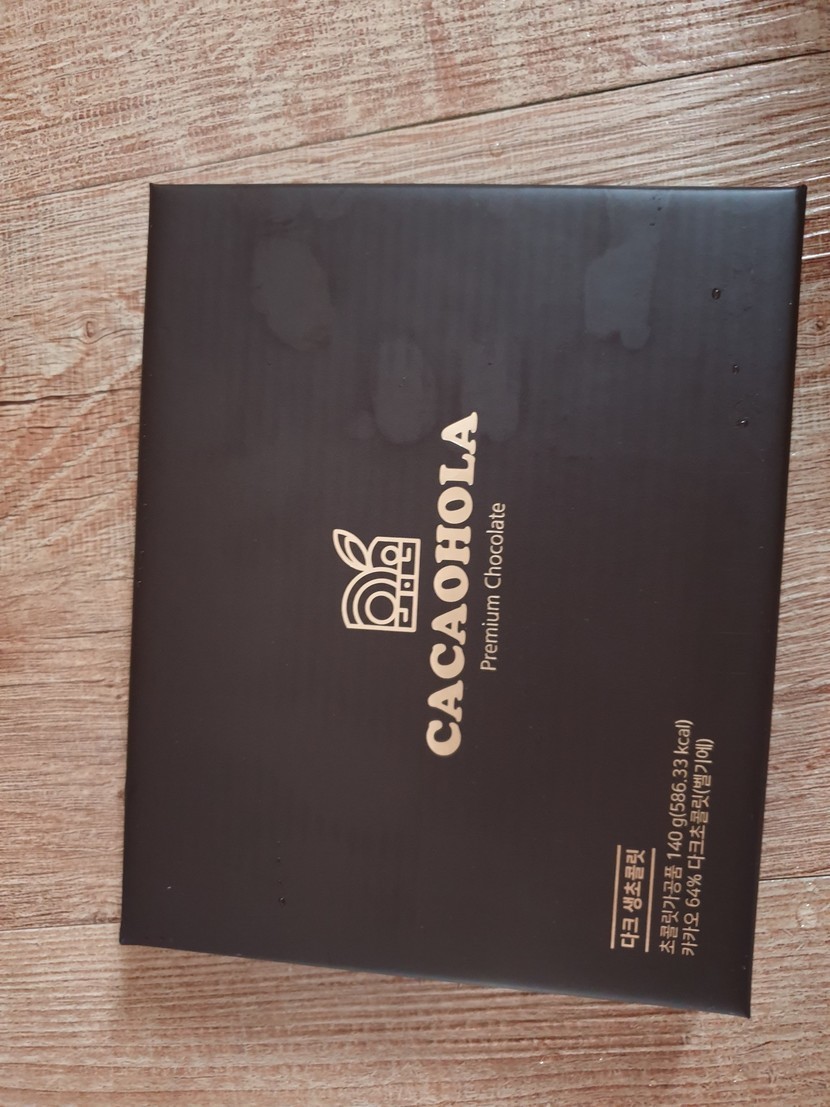 CACAOHOLA
Premium Chocolate
다크 생초콜릿
초콜릿가공품 140 g(586.33 kcal)
카카오 64% 다크초콜릿(벨기에)